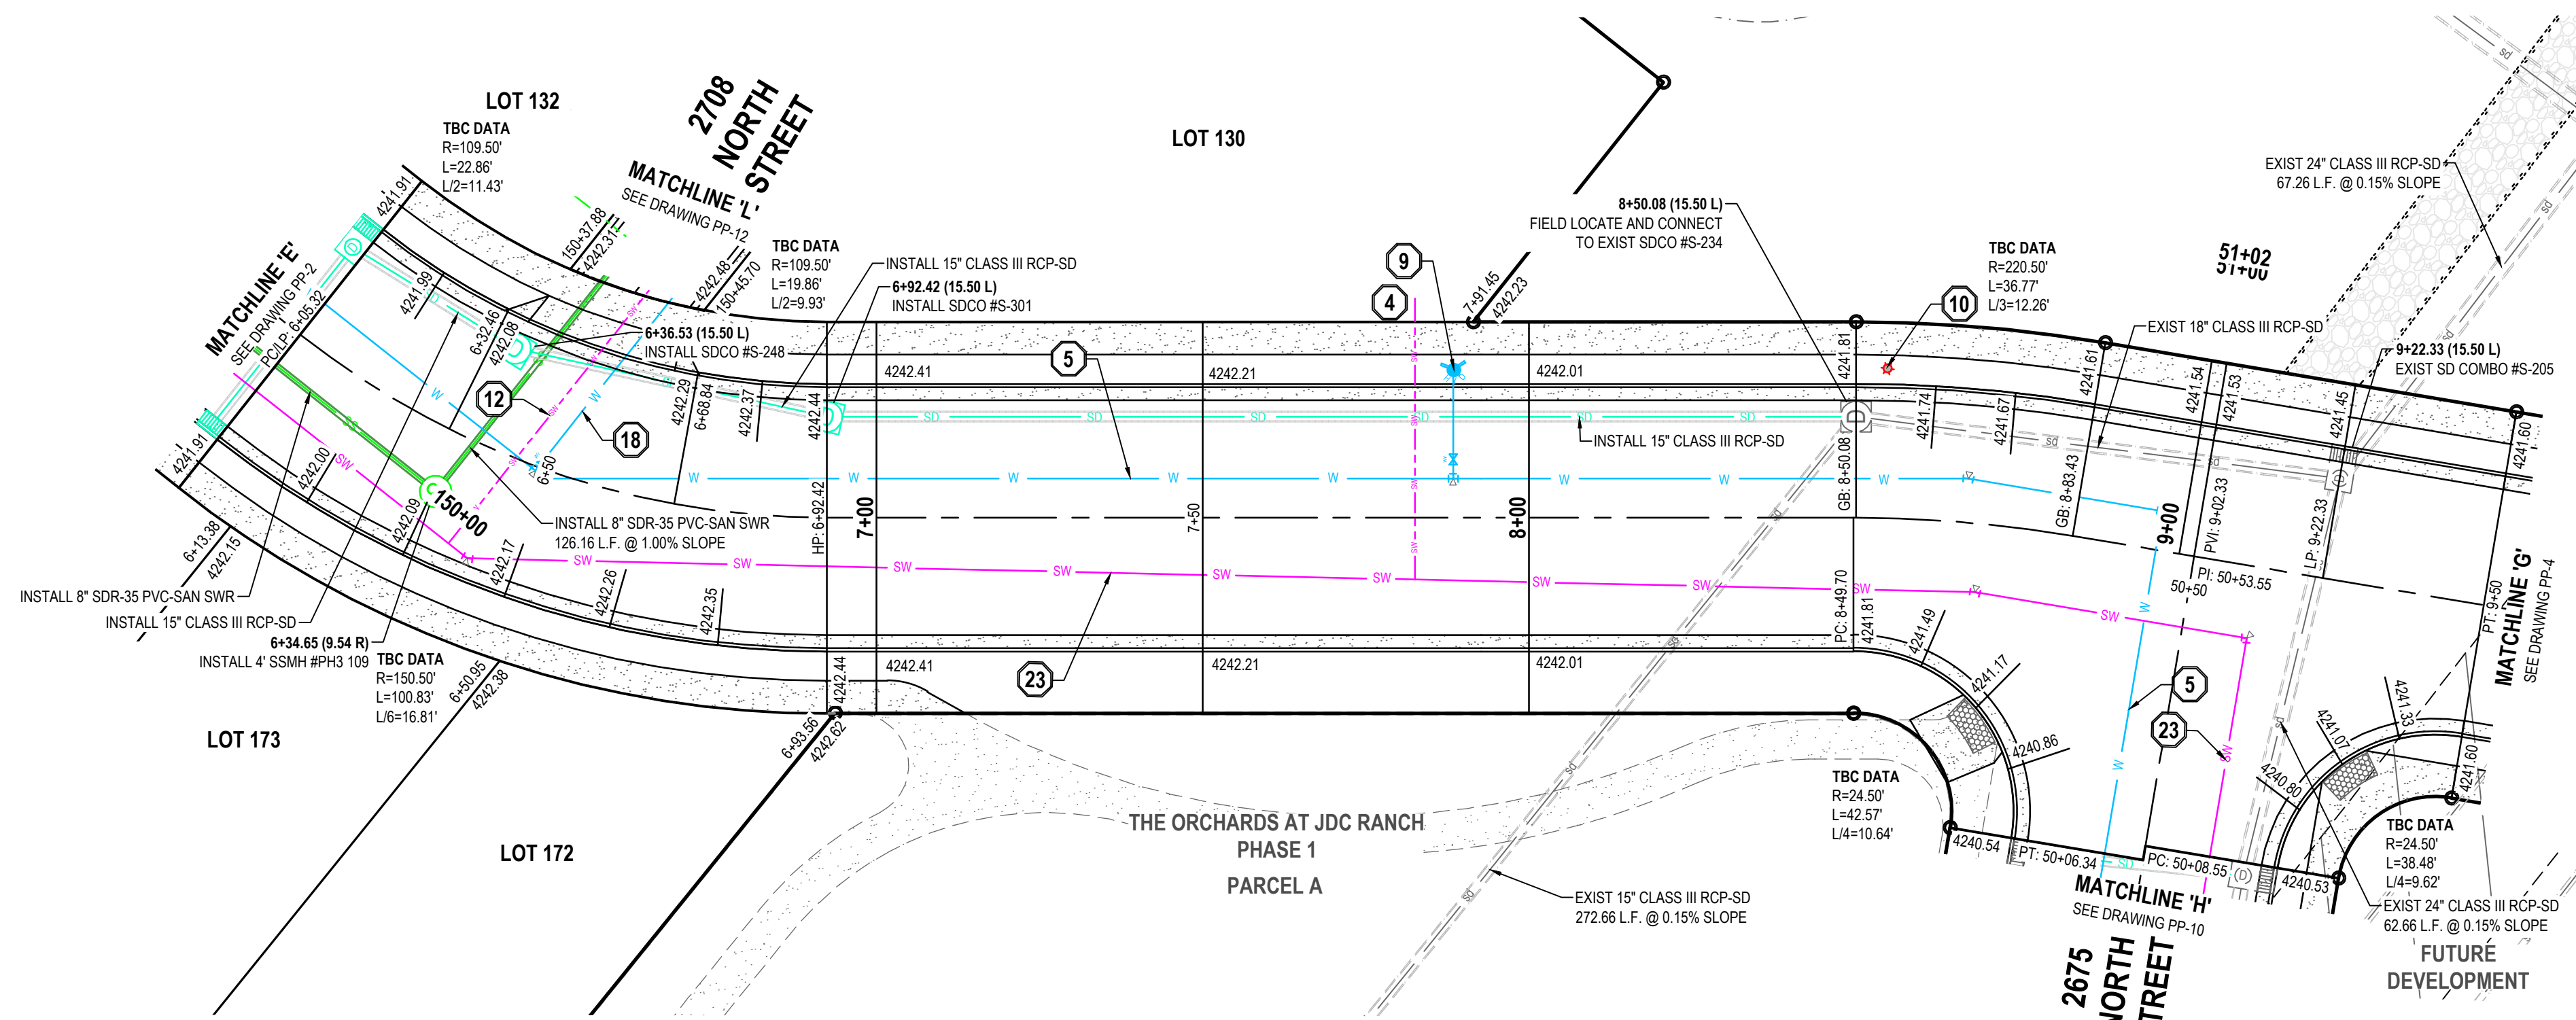 LOT 132
TBC DATA
R=109.50'
L=22.86'
L/2=11.43'
2708
NORTH
STREET
MATCHLINE 'L'
SEE DRAWING PP-12
150+37.88
4242.31
4242.48
150+45.70
TBC DATA
R=109.50'
L=19.86'
L/2=9.93'
INSTALL 15" CLASS III RCP-SD
6+92.42 (15.50 L)
INSTALL SDCO #S-301
LOT 130
9
4
7+91.45
4242.23
8+50.08 (15.50 L)
FIELD LOCATE AND CONNECT
TO EXIST SDCO #S-234
10
TBC DATA
R=220.50'
L=36.77'
L/3=12.26'
51+02
51+00
EXIST 24" CLASS III RCP-SD
67.26 L.F. @ 0.15% SLOPE
EXIST 18" CLASS III RCP-SD
9+22.33 (15.50 L)
EXIST SD COMBO #S-205
MATCHLINE 'E'
SEE DRAWING PP-2
PC/LP: 6+05.32
4241.91
4241.99
6+32.46
4242.08
6+36.53 (15.50 L)
INSTALL SDCO #S-248
12
18
6+50
4242.29
6+68.84
4242.37
4242.44
HP: 6+92.42
7+00
4242.41
5
4242.21
7+50
4242.01
8+00
INSTALL 15" CLASS III RCP-SD
4241.81
GB: 8+50.08
4241.74
4241.67
4241.61
GB: 8+83.43
4241.54
4241.53
PVI: 9+02.33
9+00
4241.45
LP: 9+22.33
4241.60
PI: 50+53.55
50+50
PT: 9+50
MATCHLINE 'G'
SEE DRAWING PP-4
4241.91
4242.00
4242.09
150+00
INSTALL 8" SDR-35 PVC-SAN SWR
126.16 L.F. @ 1.00% SLOPE
4242.17
4242.26
4242.35
6+13.38
4242.15
INSTALL 8" SDR-35 PVC-SAN SWR
INSTALL 15" CLASS III RCP-SD
6+34.65 (9.54 R)
INSTALL 4' SSMH #PH3 109
TBC DATA
R=150.50'
L=100.83'
L/6=16.81'
6+50.95
4242.38
4242.44
4242.41
4242.21
4242.01
23
PC: 8+49.70
4241.81
4241.49
4241.17
4240.86
5
23
4241.33
4241.07
4240.80
4241.60
6+93.56
4242.62
LOT 173
LOT 172
THE ORCHARDS AT JDC RANCH
PHASE 1
PARCEL A
EXIST 15" CLASS III RCP-SD
272.66 L.F. @ 0.15% SLOPE
TBC DATA
R=24.50'
L=42.57'
L/4=10.64'
4240.54
PT: 50+06.34
PC: 50+08.55
4240.53
MATCHLINE 'H'
SEE DRAWING PP-10
2675
NORTH
TREET
TBC DATA
R=24.50'
L=38.48'
L/4=9.62'
EXIST 24" CLASS III RCP-SD
62.66 L.F. @ 0.15% SLOPE
FUTURE
DEVELOPMENT